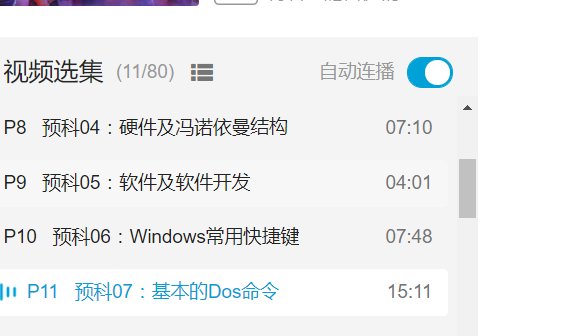 视频选集 (11/80) 自动连播
P8 预科04：硬件及冯诺依曼结构 07:10
P9 预科05：软件及软件开发 04:01
P10 预科06：Windows常用快捷键 07:48
P11 预科07：基本的Dos命令 15:11